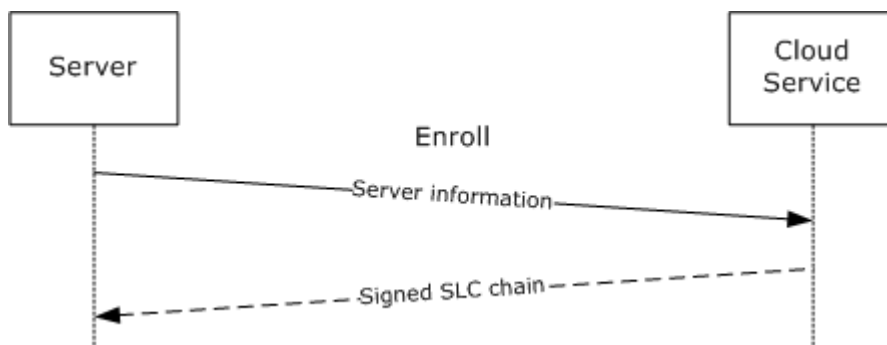 Server
Cloud
Service
Enroll
Server information
Signed SLC chain